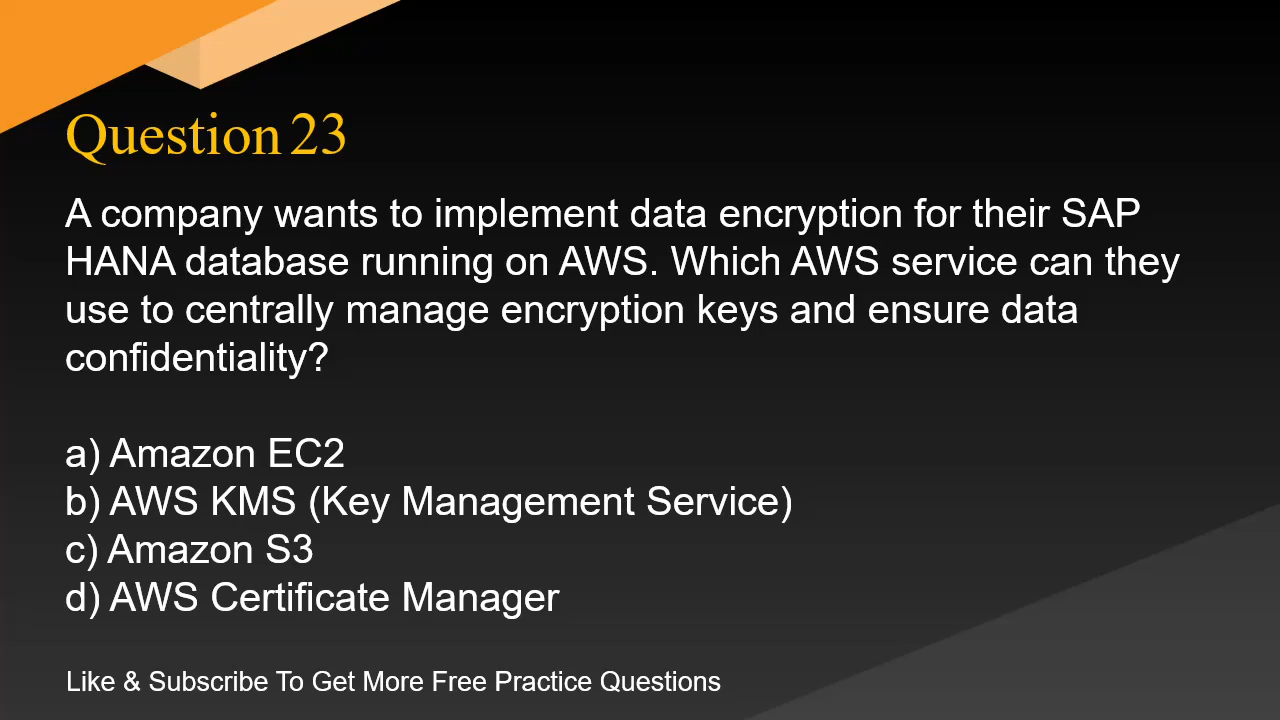 Question 23
A company wants to implement data encryption for their SAP
HANA database running on AWS. Which AWS service can they
use to centrally manage encryption keys and ensure data
confidentiality?
a) Amazon EC2
b) AWS KMS (Key Management Service)
c) Amazon S3
d) AWS Certificate Manager
Like & Subscribe To Get More Free Practice Questions